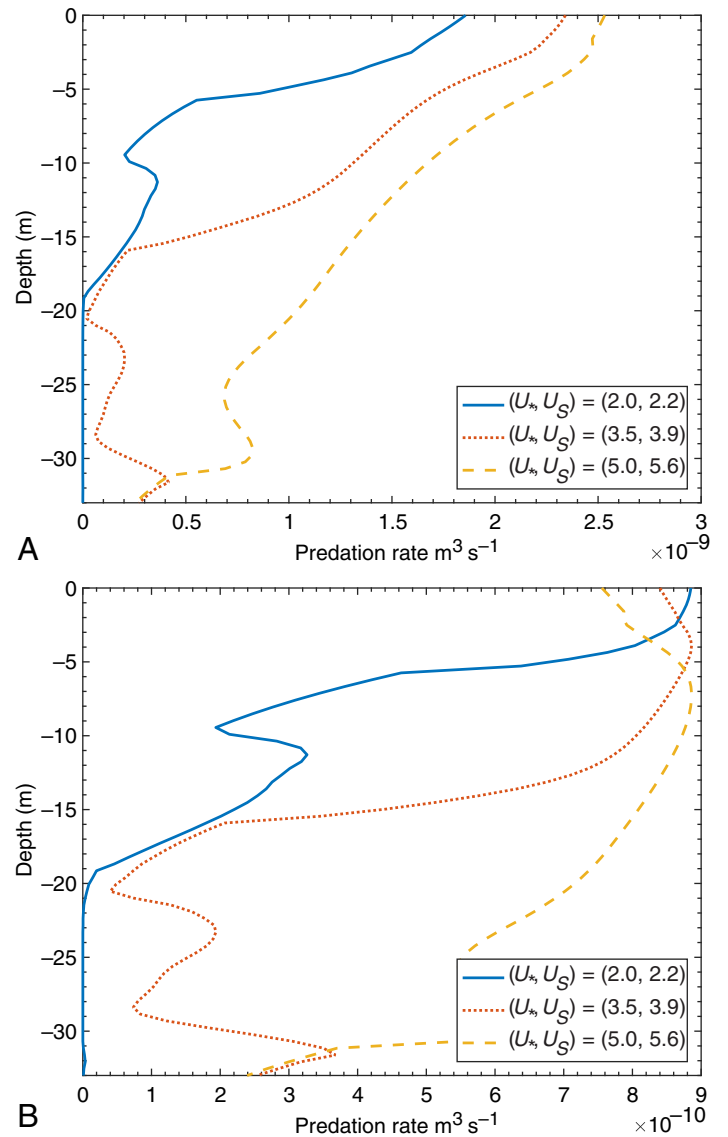 0
−5
−10
−15
−20
−25
−30
Depth (m)
(U*, US) = (2.0, 2.2)
(U*, US) = (3.5, 3.9)
(U*, US) = (5.0, 5.6)
0 0.5 1 1.5 2 2.5 3
A Predation rate m³ s⁻¹ ×10⁻⁹
0
−5
−10
−15
−20
−25
−30
Depth (m)
(U*, US) = (2.0, 2.2)
(U*, US) = (3.5, 3.9)
(U*, US) = (5.0, 5.6)
0 1 2 3 4 5 6 7 8 9
B Predation rate m³ s⁻¹ ×10⁻¹⁰